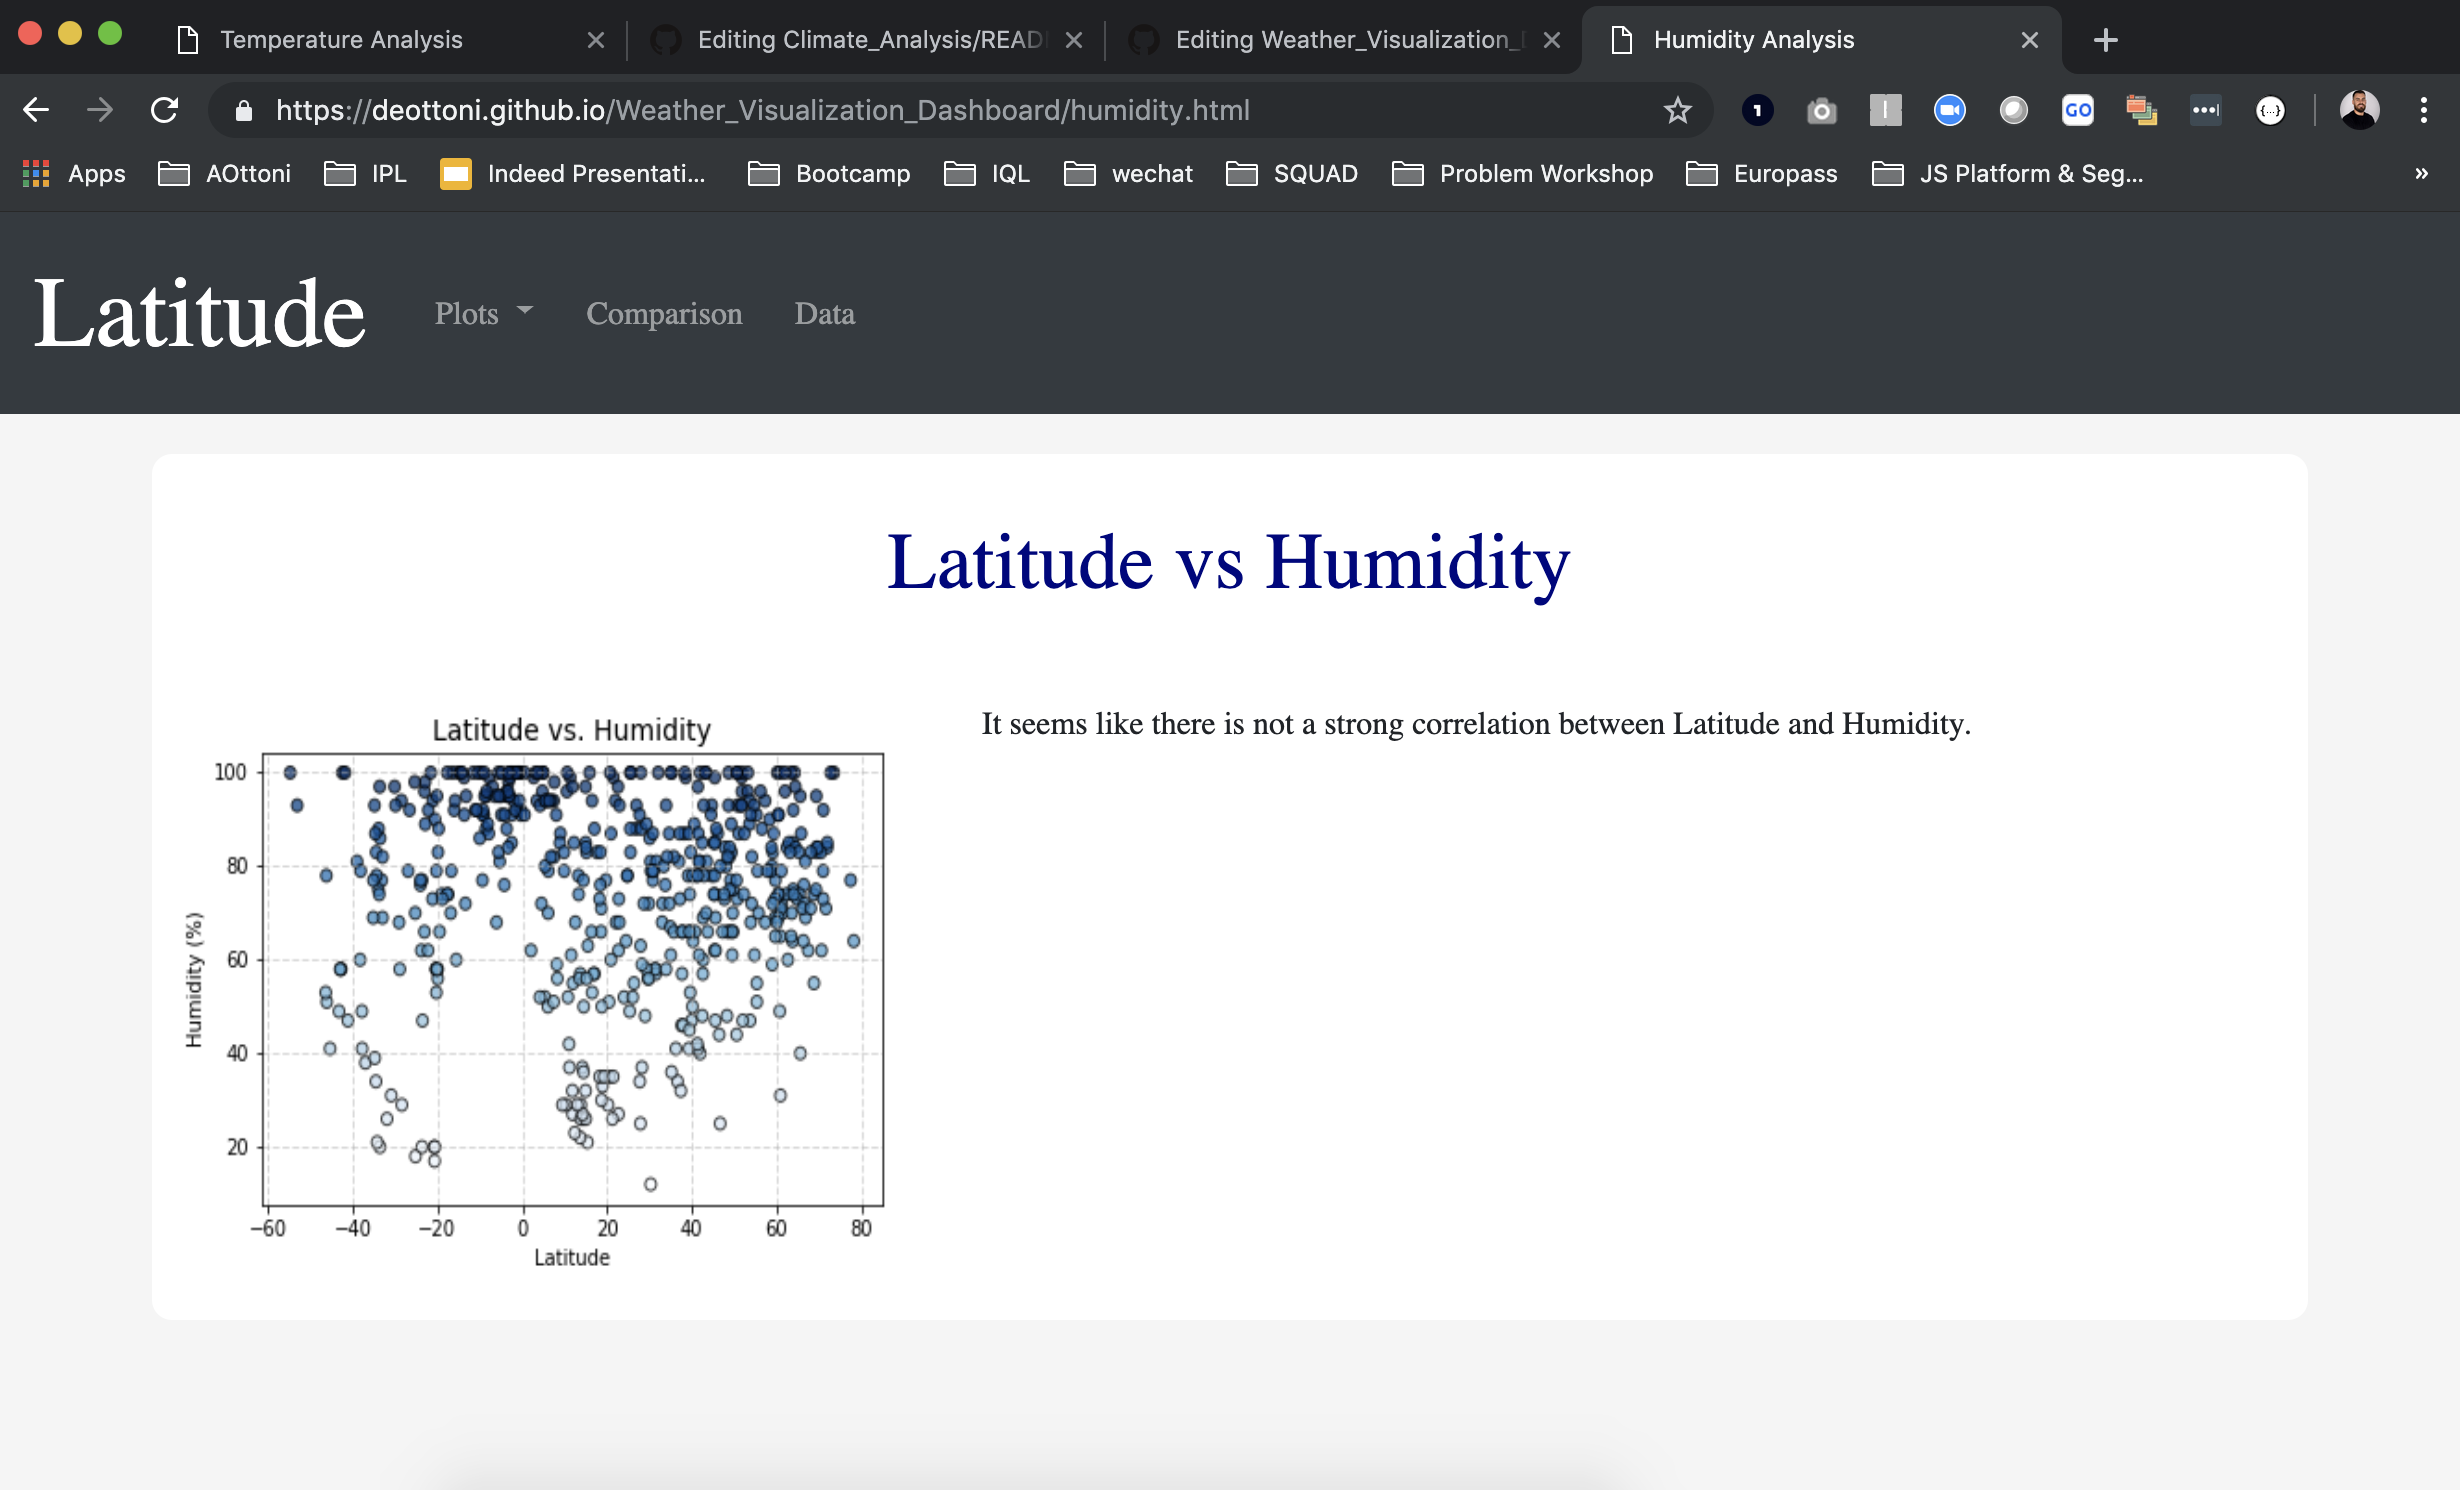 Temperature Analysis
Editing Climate_Analysis/READ
Editing Weather_Visualization_
Humidity Analysis
https://deottoni.github.io/Weather_Visualization_Dashboard/humidity.html
1
GO
{...}
Apps
AOttoni
IPL
Indeed Presentati...
Bootcamp
IQL
wechat
SQUAD
Problem Workshop
Europass
JS Platform & Seg...
»
Latitude
Plots
Comparison
Data
Latitude vs Humidity
It seems like there is not a strong correlation between Latitude and Humidity.
Latitude vs. Humidity
100
80
60
40
20
Humidity (%)
−60 −40 −20 0 20 40 60 80
Latitude